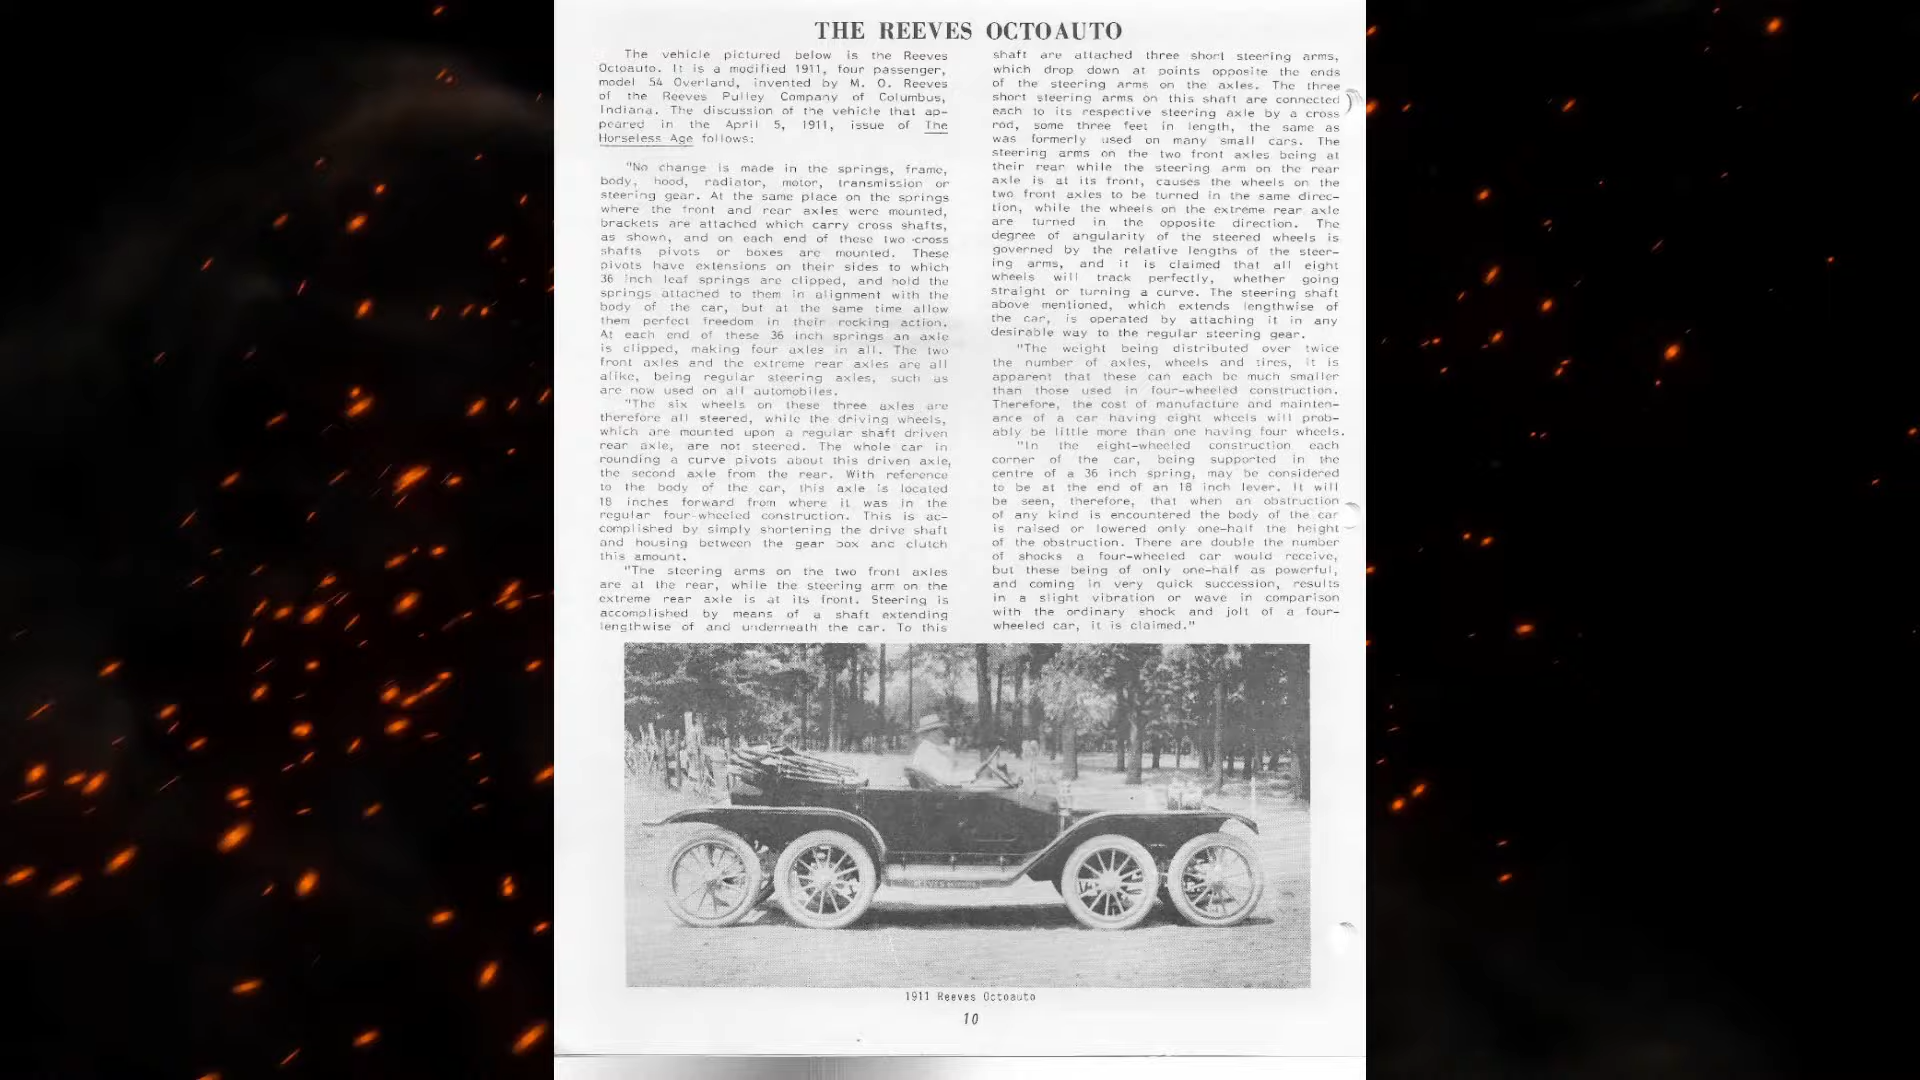 THE REEVES OCTOAUTO
The vehicle pictured below is the Reeves
Octoauto. It is a modified 1911, four passenger,
model 54 Overland, invented by M. O. Reeves
of the Reeves Pulley Company of Columbus,
Indiana. The discussion of the vehicle that ap-
peared in the April 5, 1911, issue of The
Horseless Age follows:
"No change is made in the springs, frame,
body, hood, radiator, motor, transmission or
steering gear. At the same place on the springs
where the front and rear axles were mounted,
brackets are attached which carry cross shafts,
as shown, and on each end of these two cross
shafts pivots or boxes are mounted. These
pivots have extensions on their sides to which
36 inch leaf springs are clipped, and hold the
springs attached to them in alignment with the
body of the car, but at the same time allow
them perfect freedom in their rocking action.
At each end of these 36 inch springs an axle
is clipped, making four axles in all. The two
front axles and the extreme rear axles are all
alike, being regular steering axles, such as
are now used on all automobiles.
"The six wheels on these three axles are
therefore all steered, while the driving wheels,
which are mounted upon a regular shaft driven
rear axle, are not steered. The whole car in
rounding a curve pivots about this driven axle,
the second axle from the rear. With reference
to the body of the car, this axle is located
18 inches forward from where it was in the
regular four-wheeled construction. This is ac-
complished by simply shortening the drive shaft
and housing between the gear box and clutch
this amount.
"The steering arms on the two front axles
are at the rear, while the steering arm on the
extreme rear axle is at its front. Steering is
accomplished by means of a shaft extending
lengthwise of and underneath the car. To this
shaft are attached three short steering arms,
which drop down at points opposite the ends
of the steering arms on the axles. The three
short steering arms on this shaft are connected
each to its respective steering axle by a cross
rod, some three feet in length, the same as
was formerly used on many small cars. The
steering arms on the two front axles being at
their rear while the steering arm on the rear
axle is at its front, causes the wheels on the
two front axles to be turned in the same direc-
tion, while the wheels on the extreme rear axle
are turned in the opposite direction. The
degree of angularity of the steered wheels is
governed by the relative lengths of the steer-
ing arms, and it is claimed that all eight
wheels will track perfectly, whether going
straight or turning a curve. The steering shaft
above mentioned, which extends lengthwise of
the car, is operated by attaching it in any
desirable way to the regular steering gear.
"The weight being distributed over twice
the number of axles, wheels and tires, it is
apparent that these can each be much smaller
than those used in four-wheeled construction.
Therefore, the cost of manufacture and mainten-
ance of a car having eight wheels will prob-
ably be little more than one having four wheels.
"In the eight-wheeled construction each
corner of the car, being supported in the
centre of a 36 inch spring, may be considered
to be at the end of an 18 inch lever. It will
be seen, therefore, that when an obstruction
of any kind is encountered the body of the car
is raised or lowered only one-half the height
of the obstruction. There are double the number
of shocks a four-wheeled car would receive,
but these being of only one-half as powerful,
and coming in very quick succession, results
in a slight vibration or wave in comparison
with the ordinary shock and jolt of a four-
wheeled car, it is claimed."
1911 Reeves Octoauto
10